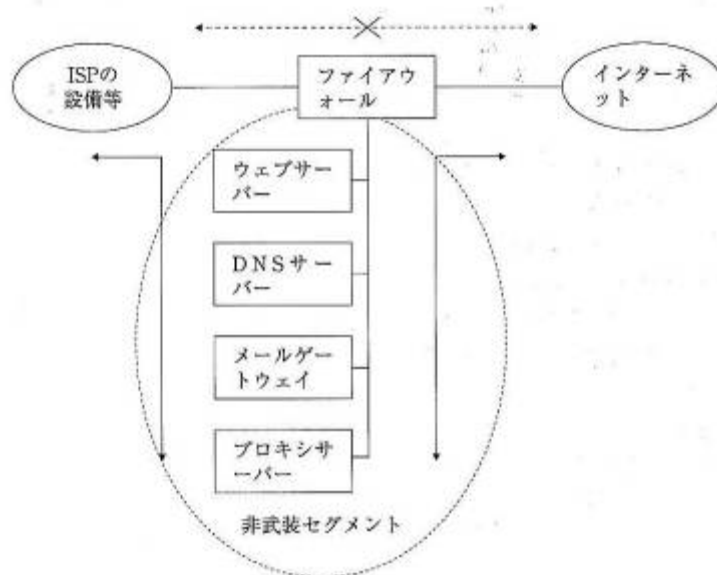 ISPの
設備等
ファイアウ
ォール
インターネ
ット
ウェブサー
バー
DNSサー
バー
メールゲー
トウェイ
プロキシサ
ーバー
非武装セグメント